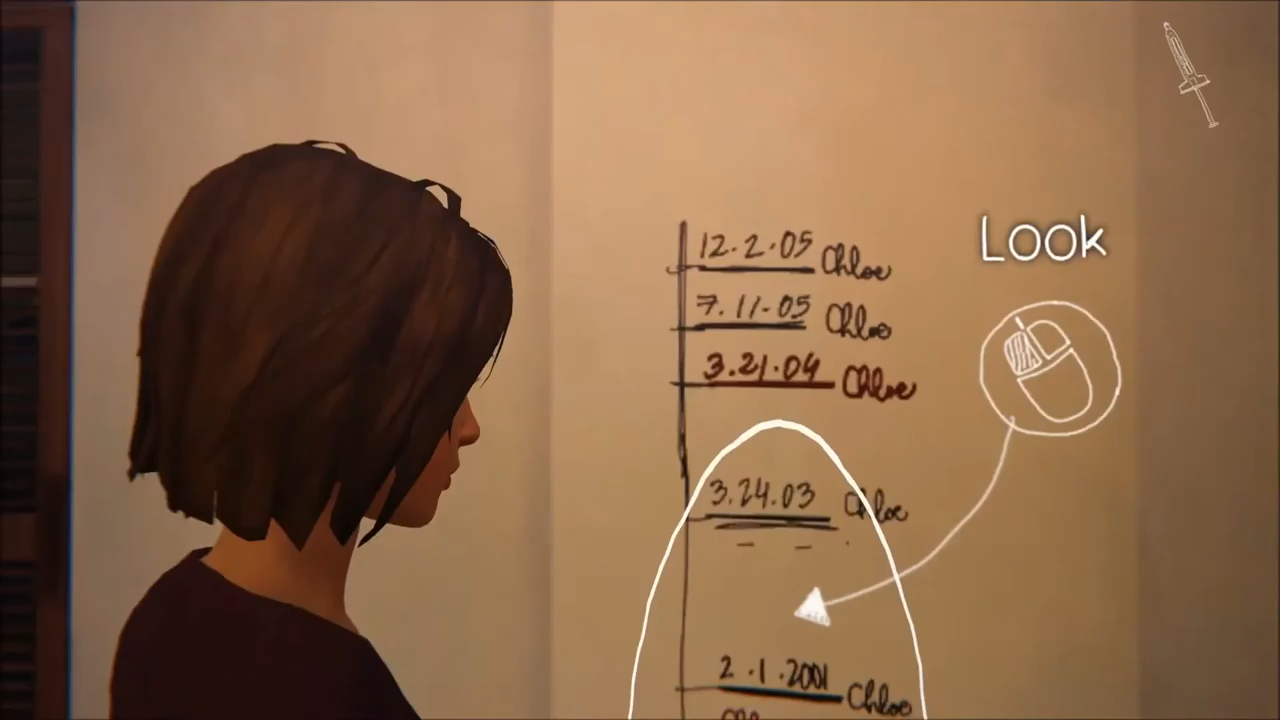 12.2.05 Chloe
Look
7.11.05 Chloe
3.21.04 Chloe
3.24.03 Chloe
2.1.2001 Chloe